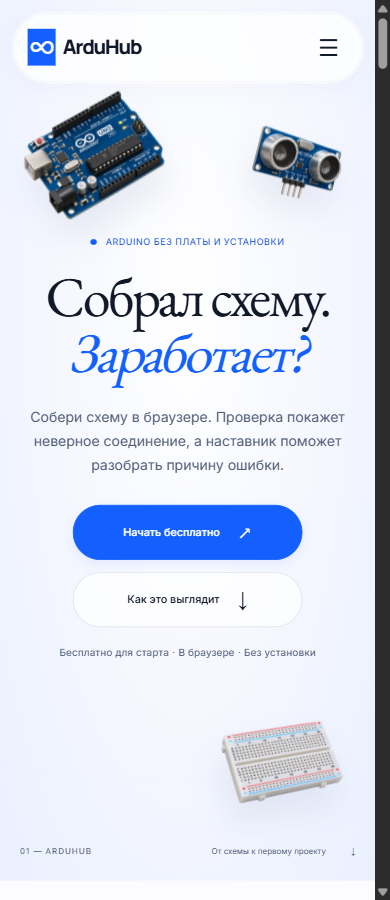 ArduHub
ARDUINO БЕЗ ПЛАТЫ И УСТАНОВКИ
Собрал схему.
Заработает?
Собери схему в браузере. Проверка покажет
неверное соединение, а наставник поможет
разобрать причину ошибки.
Начать бесплатно ↗
Как это выглядит ↓
Бесплатно для старта · В браузере · Без установки
01 — ARDUHUB
От схемы к первому проекту ↓